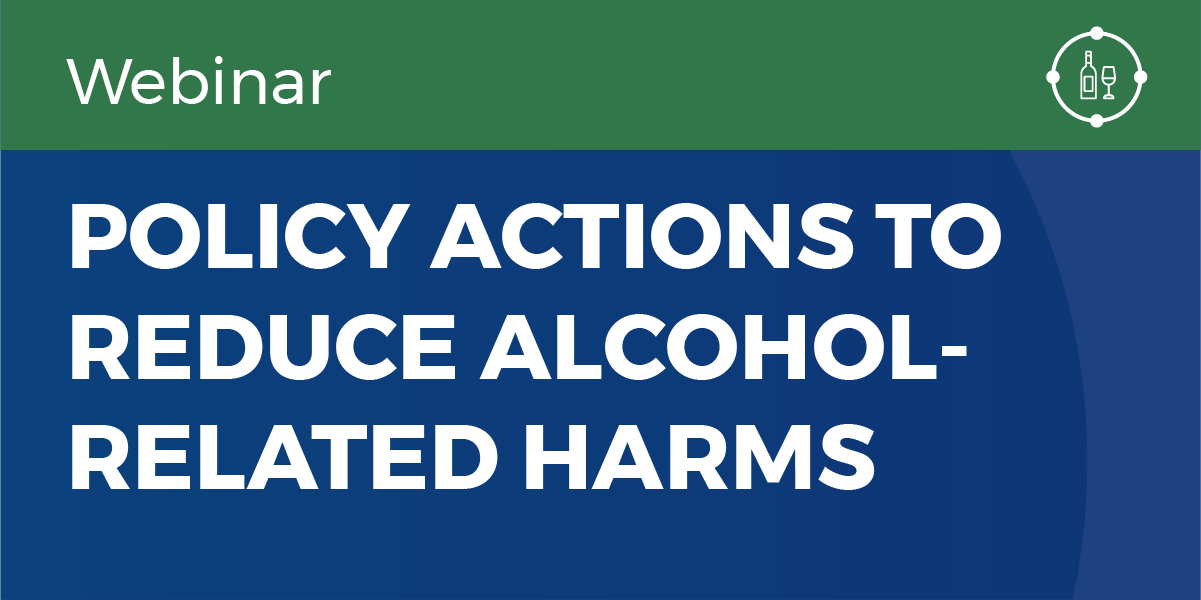 Webinar
POLICY ACTIONS TO
REDUCE ALCOHOL-
RELATED HARMS